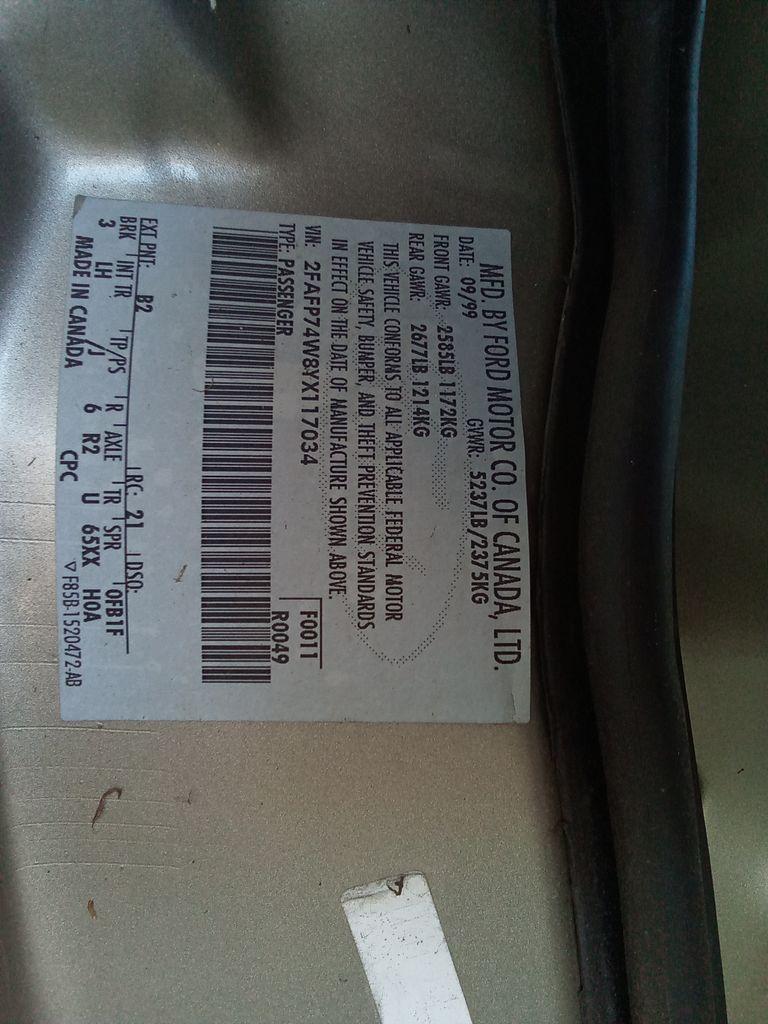 MFD. BY FORD MOTOR CO. OF CANADA, LTD.
DATE: 09/99 GVWR: 5237LB/2375KG
FRONT GAWR: 2585LB 1172KG
REAR GAWR: 2677LB 1214KG
THIS VEHICLE CONFORMS TO ALL APPLICABLE FEDERAL MOTOR
VEHICLE SAFETY, BUMPER, AND THEFT PREVENTION STANDARDS
IN EFFECT ON THE DATE OF MANUFACTURE SHOWN ABOVE.
VIN: 2FAFP74W8YX117034 F0011
TYPE: PASSENGER R0049
EXT PNT: B2 RC: 21 DSO:
BRK INT TR TP/PS R AXLE TR SPR 0FB1F
3 LH J 6 R2 U 65XX H0A
MADE IN CANADA CPC ▽F85B-1520472-AB